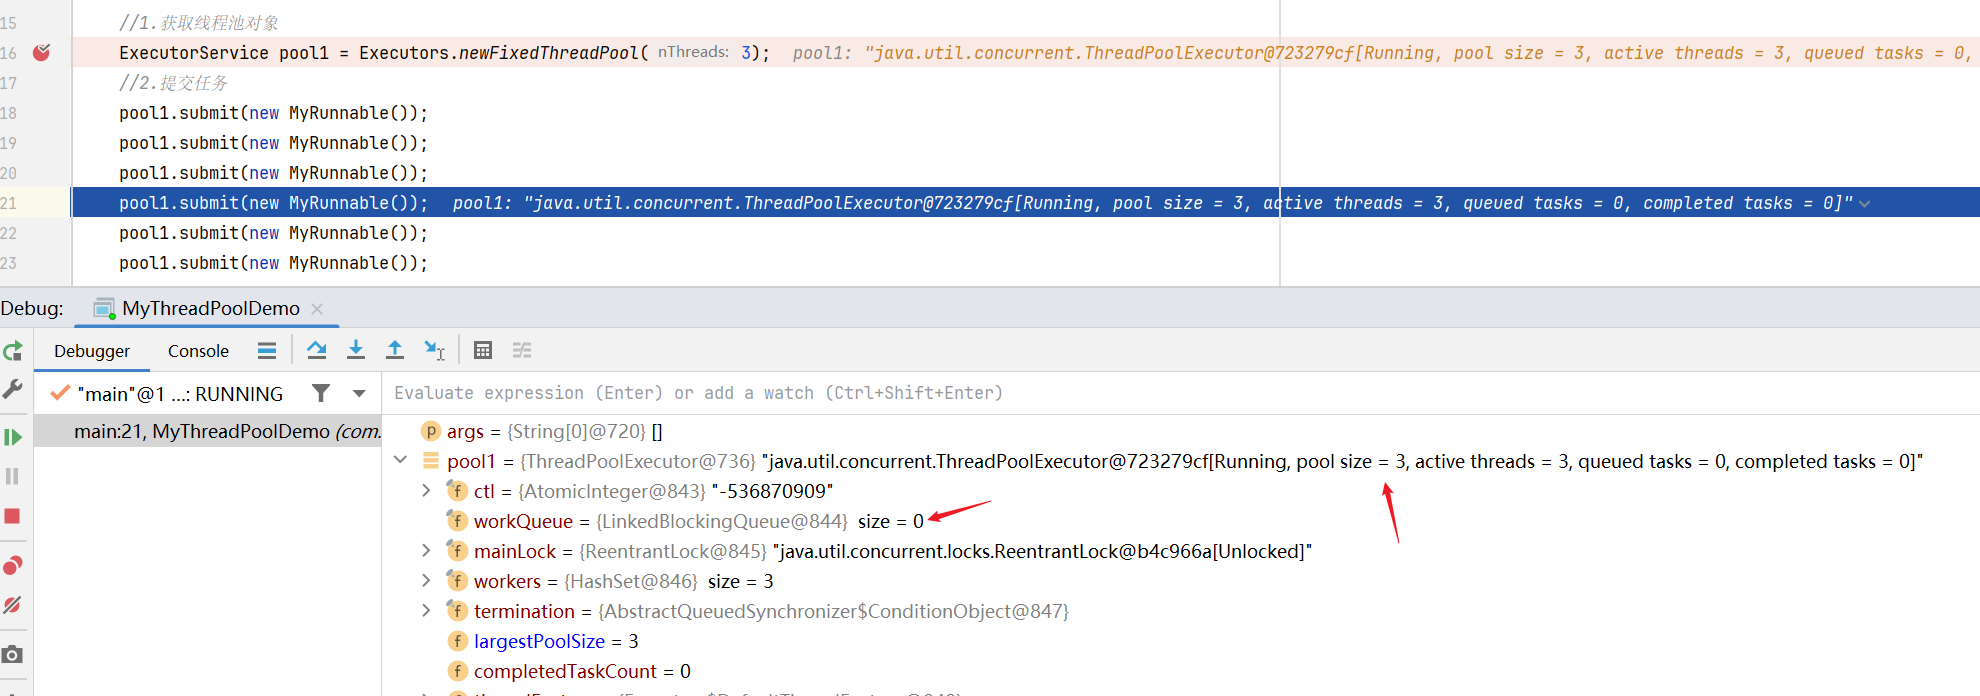 15 //1.获取线程池对象
16 ExecutorService pool1 = Executors.newFixedThreadPool( nThreads: 3); pool1: "java.util.concurrent.ThreadPoolExecutor@723279cf[Running, pool size = 3, active threads = 3, queued tasks = 0,
17 //2.提交任务
18 pool1.submit(new MyRunnable());
19 pool1.submit(new MyRunnable());
20 pool1.submit(new MyRunnable());
21 pool1.submit(new MyRunnable()); pool1: "java.util.concurrent.ThreadPoolExecutor@723279cf[Running, pool size = 3, active threads = 3, queued tasks = 0, completed tasks = 0]"
22 pool1.submit(new MyRunnable());
23 pool1.submit(new MyRunnable());
Debug: MyThreadPoolDemo
Debugger Console
"main"@1 ...: RUNNING
Evaluate expression (Enter) or add a watch (Ctrl+Shift+Enter)
main:21, MyThreadPoolDemo (com.
p args = {String[0]@720} []
pool1 = {ThreadPoolExecutor@736} "java.util.concurrent.ThreadPoolExecutor@723279cf[Running, pool size = 3, active threads = 3, queued tasks = 0, completed tasks = 0]"
f ctl = {AtomicInteger@843} "-536870909"
f workQueue = {LinkedBlockingQueue@844} size = 0
f mainLock = {ReentrantLock@845} "java.util.concurrent.locks.ReentrantLock@b4c966a[Unlocked]"
f workers = {HashSet@846} size = 3
f termination = {AbstractQueuedSynchronizer$ConditionObject@847}
f largestPoolSize = 3
f completedTaskCount = 0